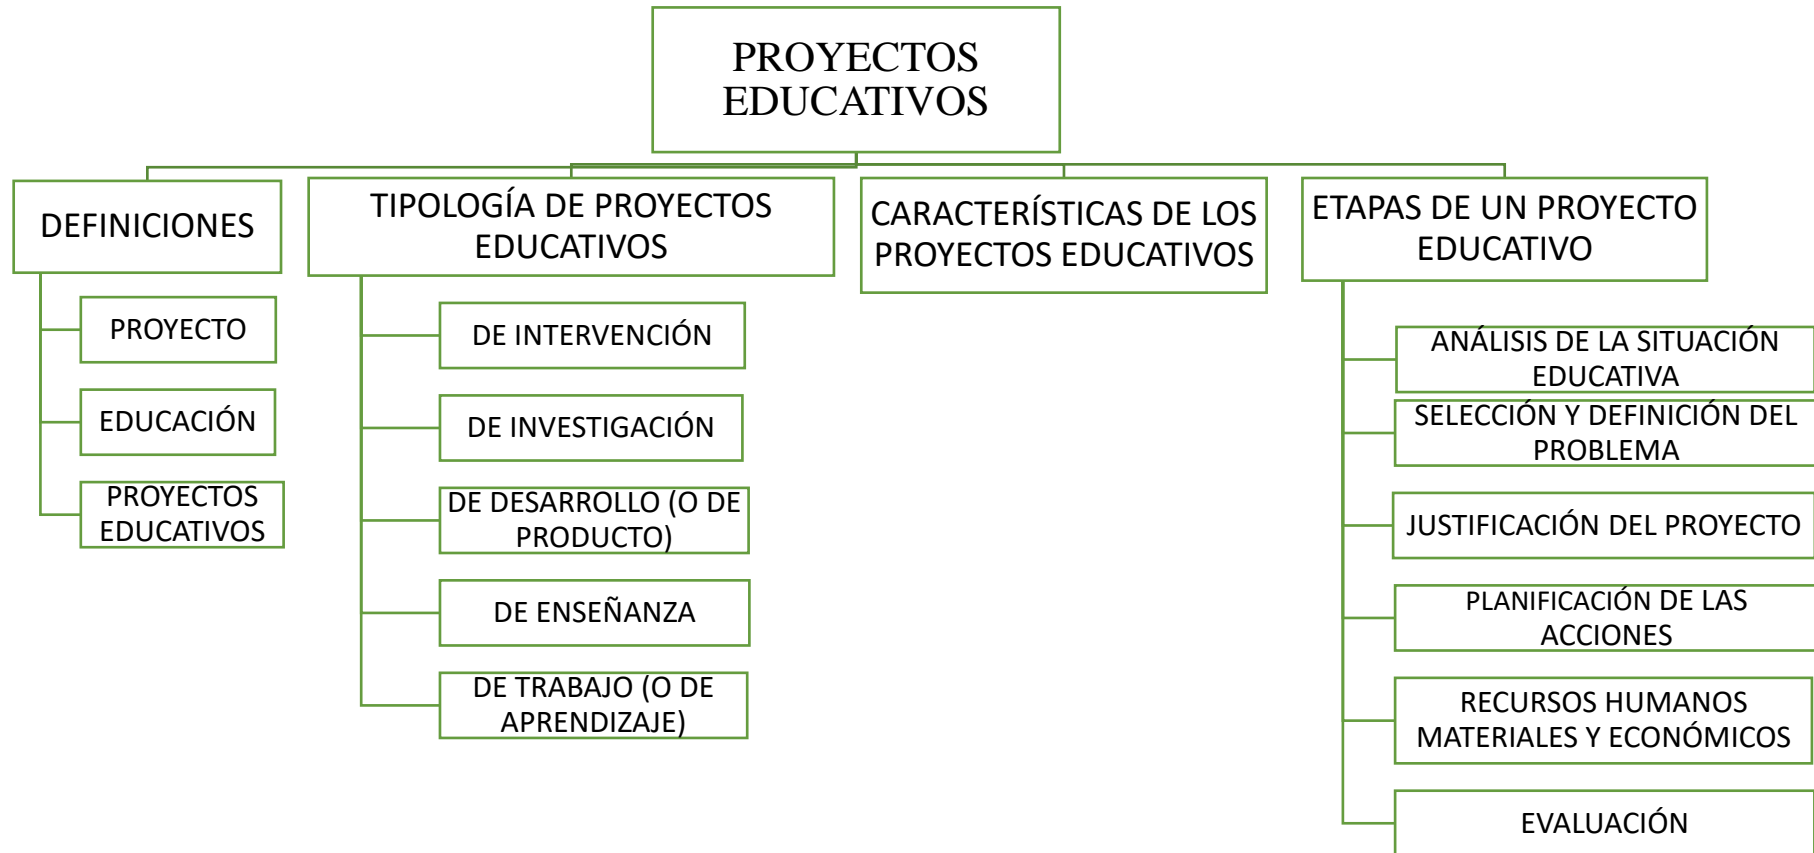 PROYECTOS
EDUCATIVOS
DEFINICIONES
PROYECTO
EDUCACIÓN
PROYECTOS
EDUCATIVOS
TIPOLOGÍA DE PROYECTOS
EDUCATIVOS
DE INTERVENCIÓN
DE INVESTIGACIÓN
DE DESARROLLO (O DE
PRODUCTO)
DE ENSEÑANZA
DE TRABAJO (O DE
APRENDIZAJE)
CARACTERÍSTICAS DE LOS
PROYECTOS EDUCATIVOS
ETAPAS DE UN PROYECTO
EDUCATIVO
ANÁLISIS DE LA SITUACIÓN
EDUCATIVA
SELECCIÓN Y DEFINICIÓN DEL
PROBLEMA
JUSTIFICACIÓN DEL PROYECTO
PLANIFICACIÓN DE LAS
ACCIONES
RECURSOS HUMANOS
MATERIALES Y ECONÓMICOS
EVALUACIÓN